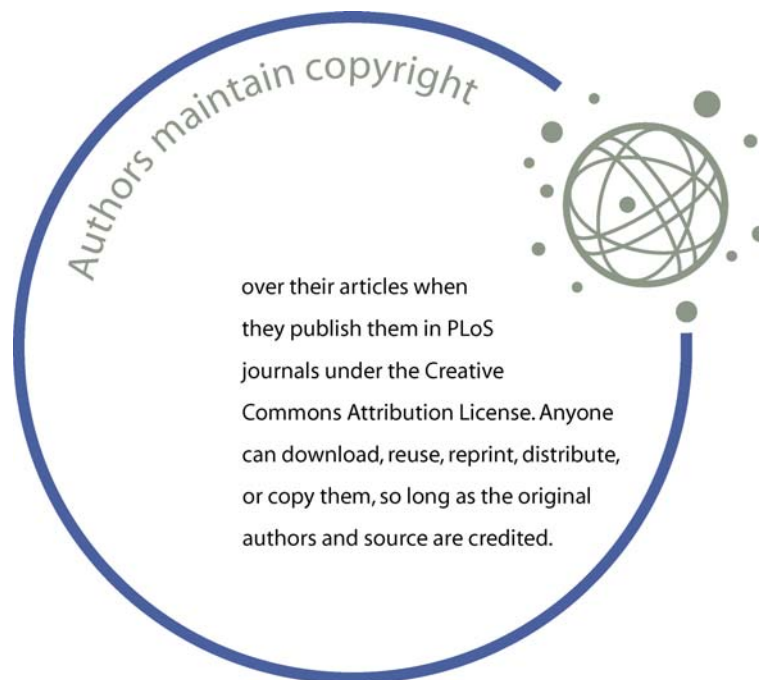 Authors maintain copyright
over their articles when
they publish them in PLoS
journals under the Creative
Commons Attribution License. Anyone
can download, reuse, reprint, distribute,
or copy them, so long as the original
authors and source are credited.